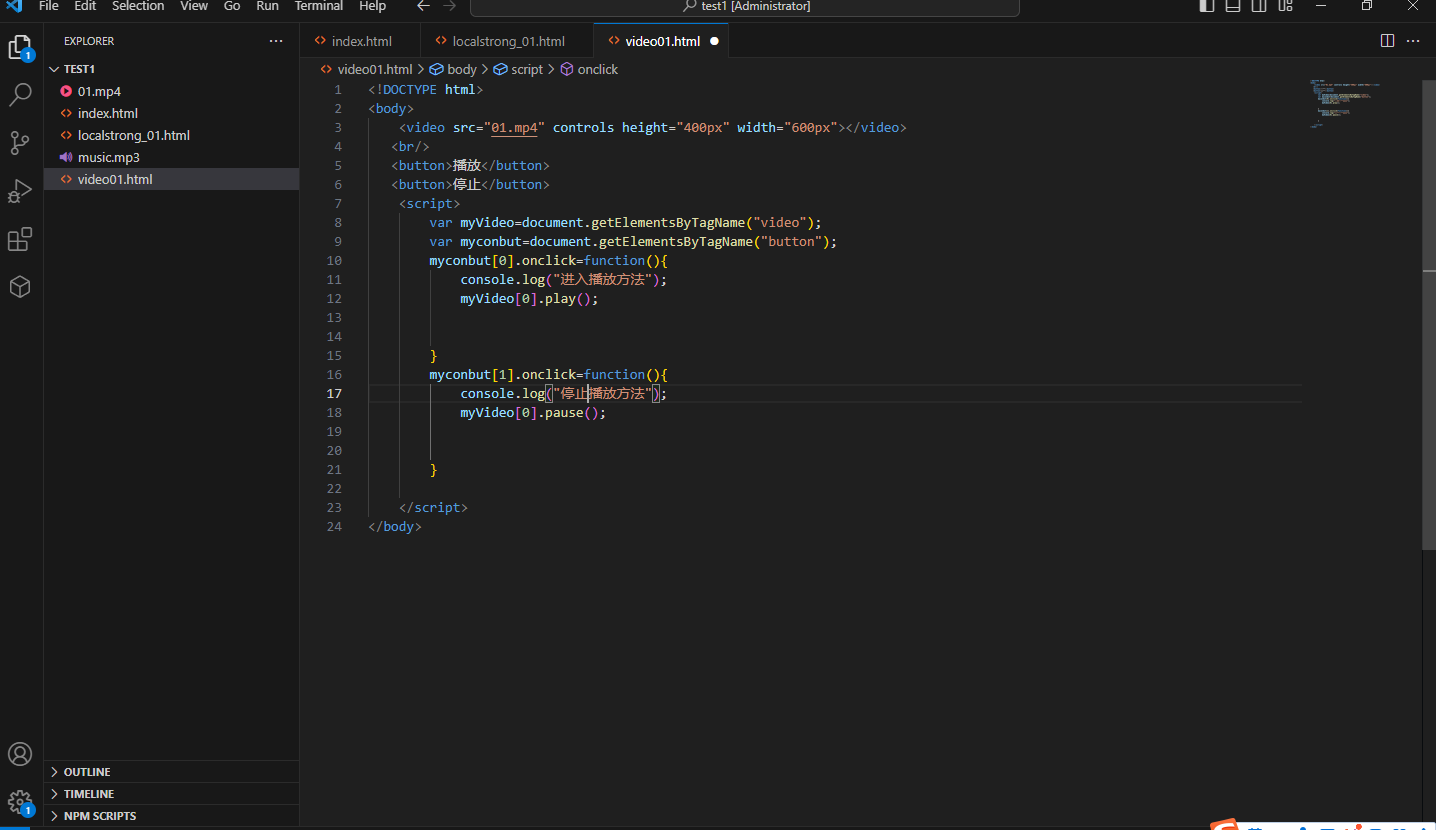 File Edit Selection View Go Run Terminal Help test1 [Administrator]
EXPLORER
TEST1
01.mp4
index.html
localstrong_01.html
music.mp3
video01.html
OUTLINE
TIMELINE
NPM SCRIPTS
1
1
index.html localstrong_01.html video01.html
video01.html > body > script > onclick
1 <!DOCTYPE html>
2 <body>
3 <video src="01.mp4" controls height="400px" width="600px"></video>
4 <br/>
5 <button>播放</button>
6 <button>停止</button>
7 <script>
8 var myVideo=document.getElementsByTagName("video");
9 var myconbut=document.getElementsByTagName("button");
10 myconbut[0].onclick=function(){
11 console.log("进入播放方法");
12 myVideo[0].play();
13
14
15 }
16 myconbut[1].onclick=function(){
17 console.log("停止播放方法");
18 myVideo[0].pause();
19
20
21 }
22
23 </script>
24 </body>